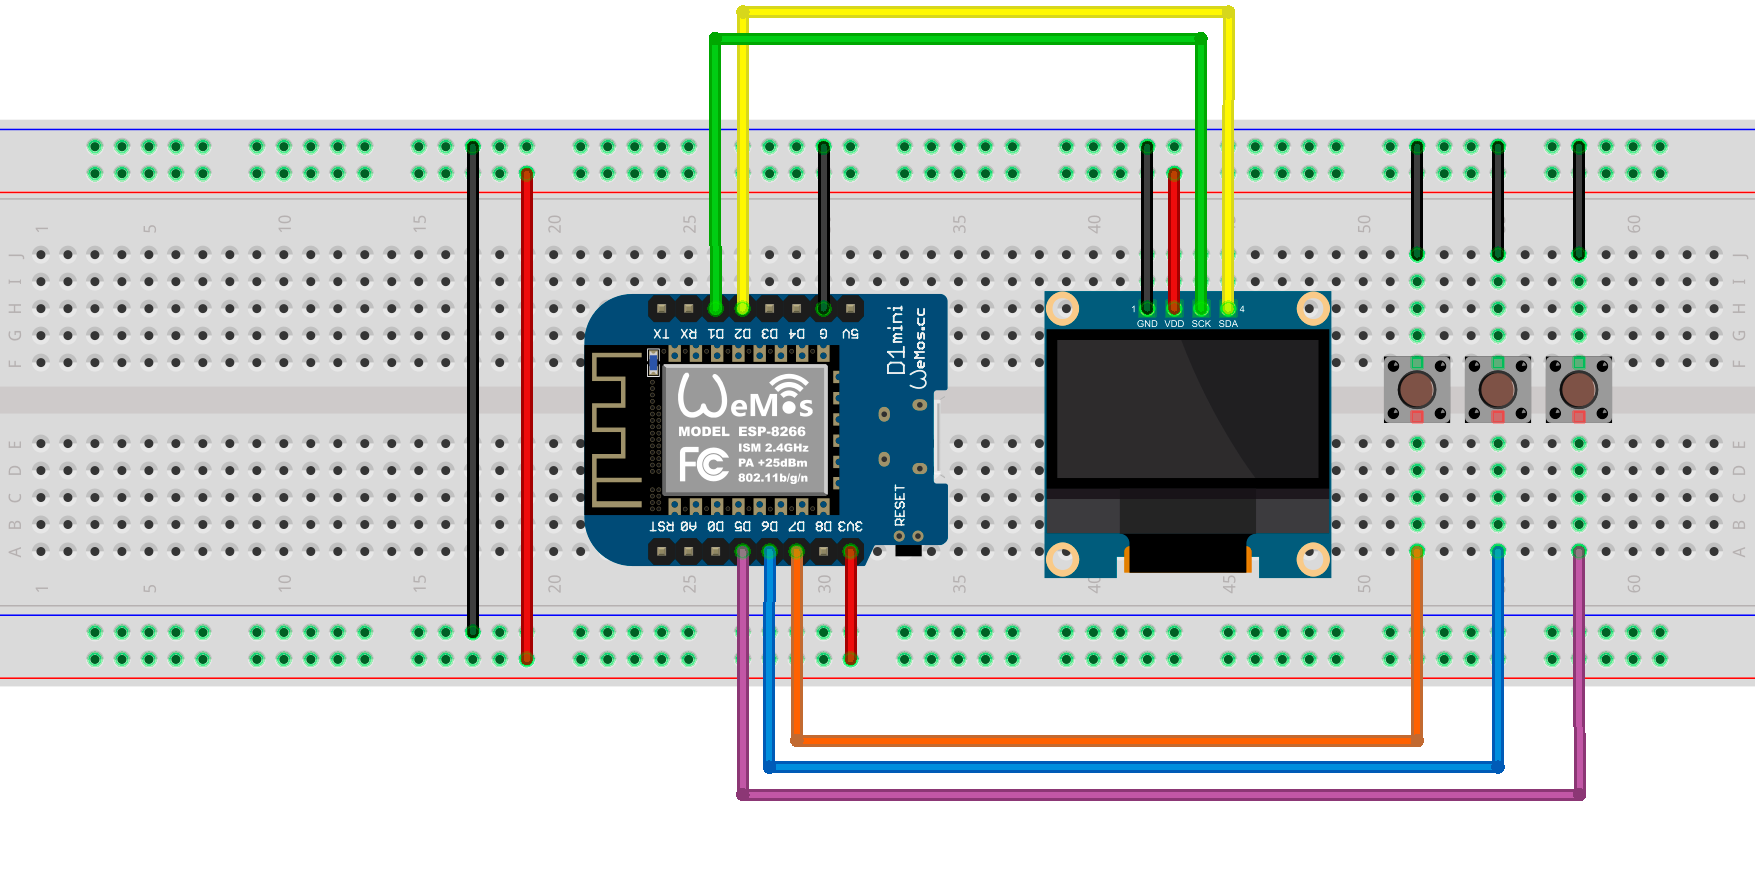 1 5 10 15 20 25 35 40 45 50 60
J
I
H
G
F
TX RX D1 D2 D3 D4 G 5V
D1 mini
WeMos.cc
1 4
GND VDD SCK SDA
WeMos
MODEL ESP-8266
ISM 2.4GHz
PA +25dBm
802.11b/g/n
FC
RESET
RST A0 D0 D5 D6 D7 D8 3V3
E
D
C
B
A
1 5 10 15 20 25 30 35 40 45 50 60
J
I
H
G
F
E
D
C
B
A